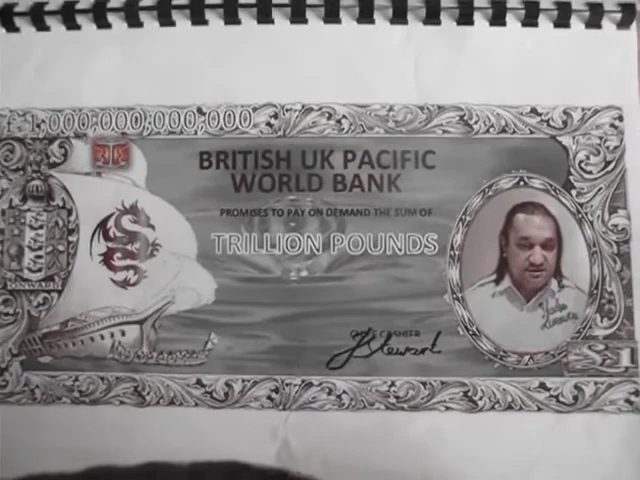 £1,000,000,000,000
BRITISH UK PACIFIC
WORLD BANK
PROMISES TO PAY ON DEMAND THE SUM OF
TRILLION POUNDS
ONWARD
CASHIER